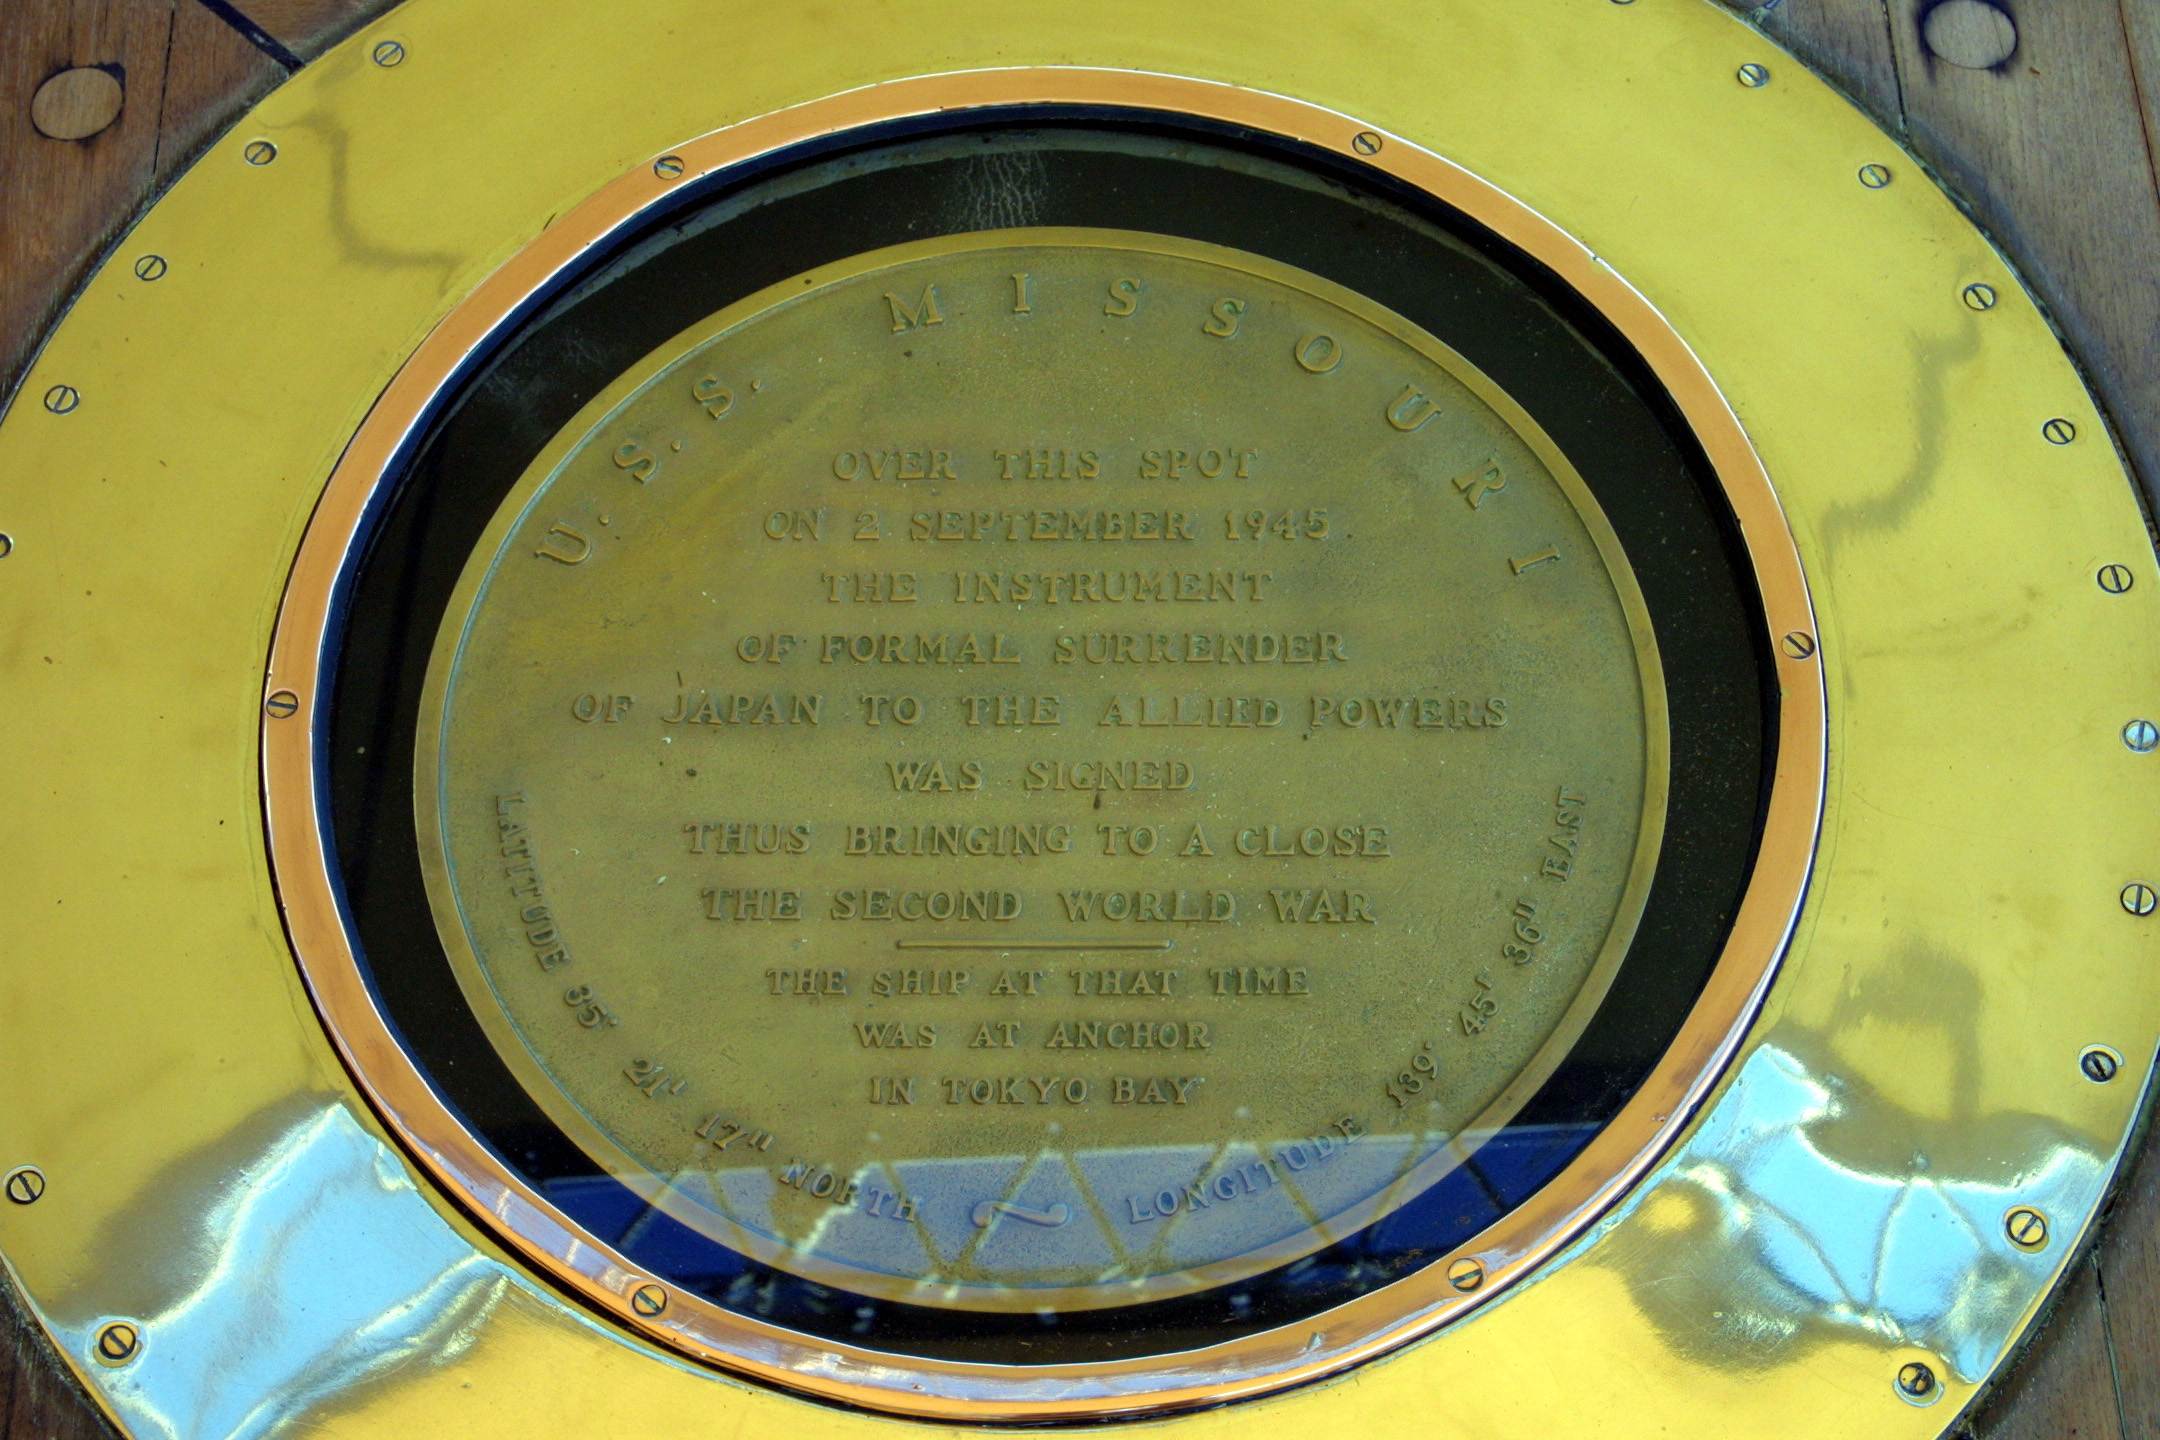 U.S.S. MISSOURI
OVER THIS SPOT
ON 2 SEPTEMBER 1945
THE INSTRUMENT
OF FORMAL SURRENDER
OF JAPAN TO THE ALLIED POWERS
WAS SIGNED
THUS BRINGING TO A CLOSE
THE SECOND WORLD WAR
THE SHIP AT THAT TIME
WAS AT ANCHOR
IN TOKYO BAY
LATITUDE 35° 21' 17" NORTH ~ LONGITUDE 139° 45' 36" EAST